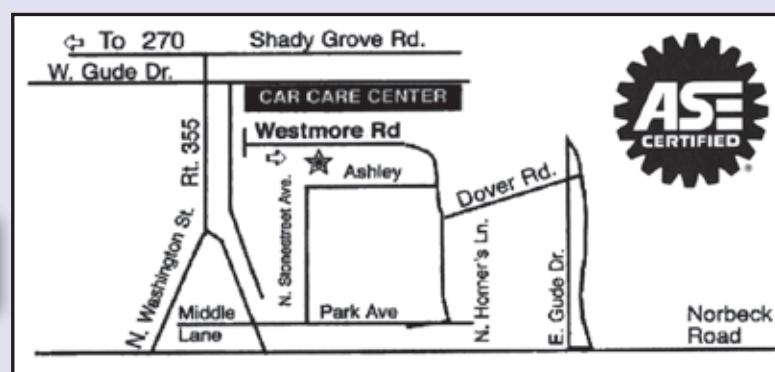 To 270
Shady Grove Rd.
W. Gude Dr.
CAR CARE CENTER
Westmore Rd
Ashley
Rt. 355
N. Stonestreet Ave.
Dover Rd.
N. Washington St.
Middle
Lane
Park Ave
N. Horner's Ln.
E. Gude Dr.
Norbeck
Road
ASE
CERTIFIED